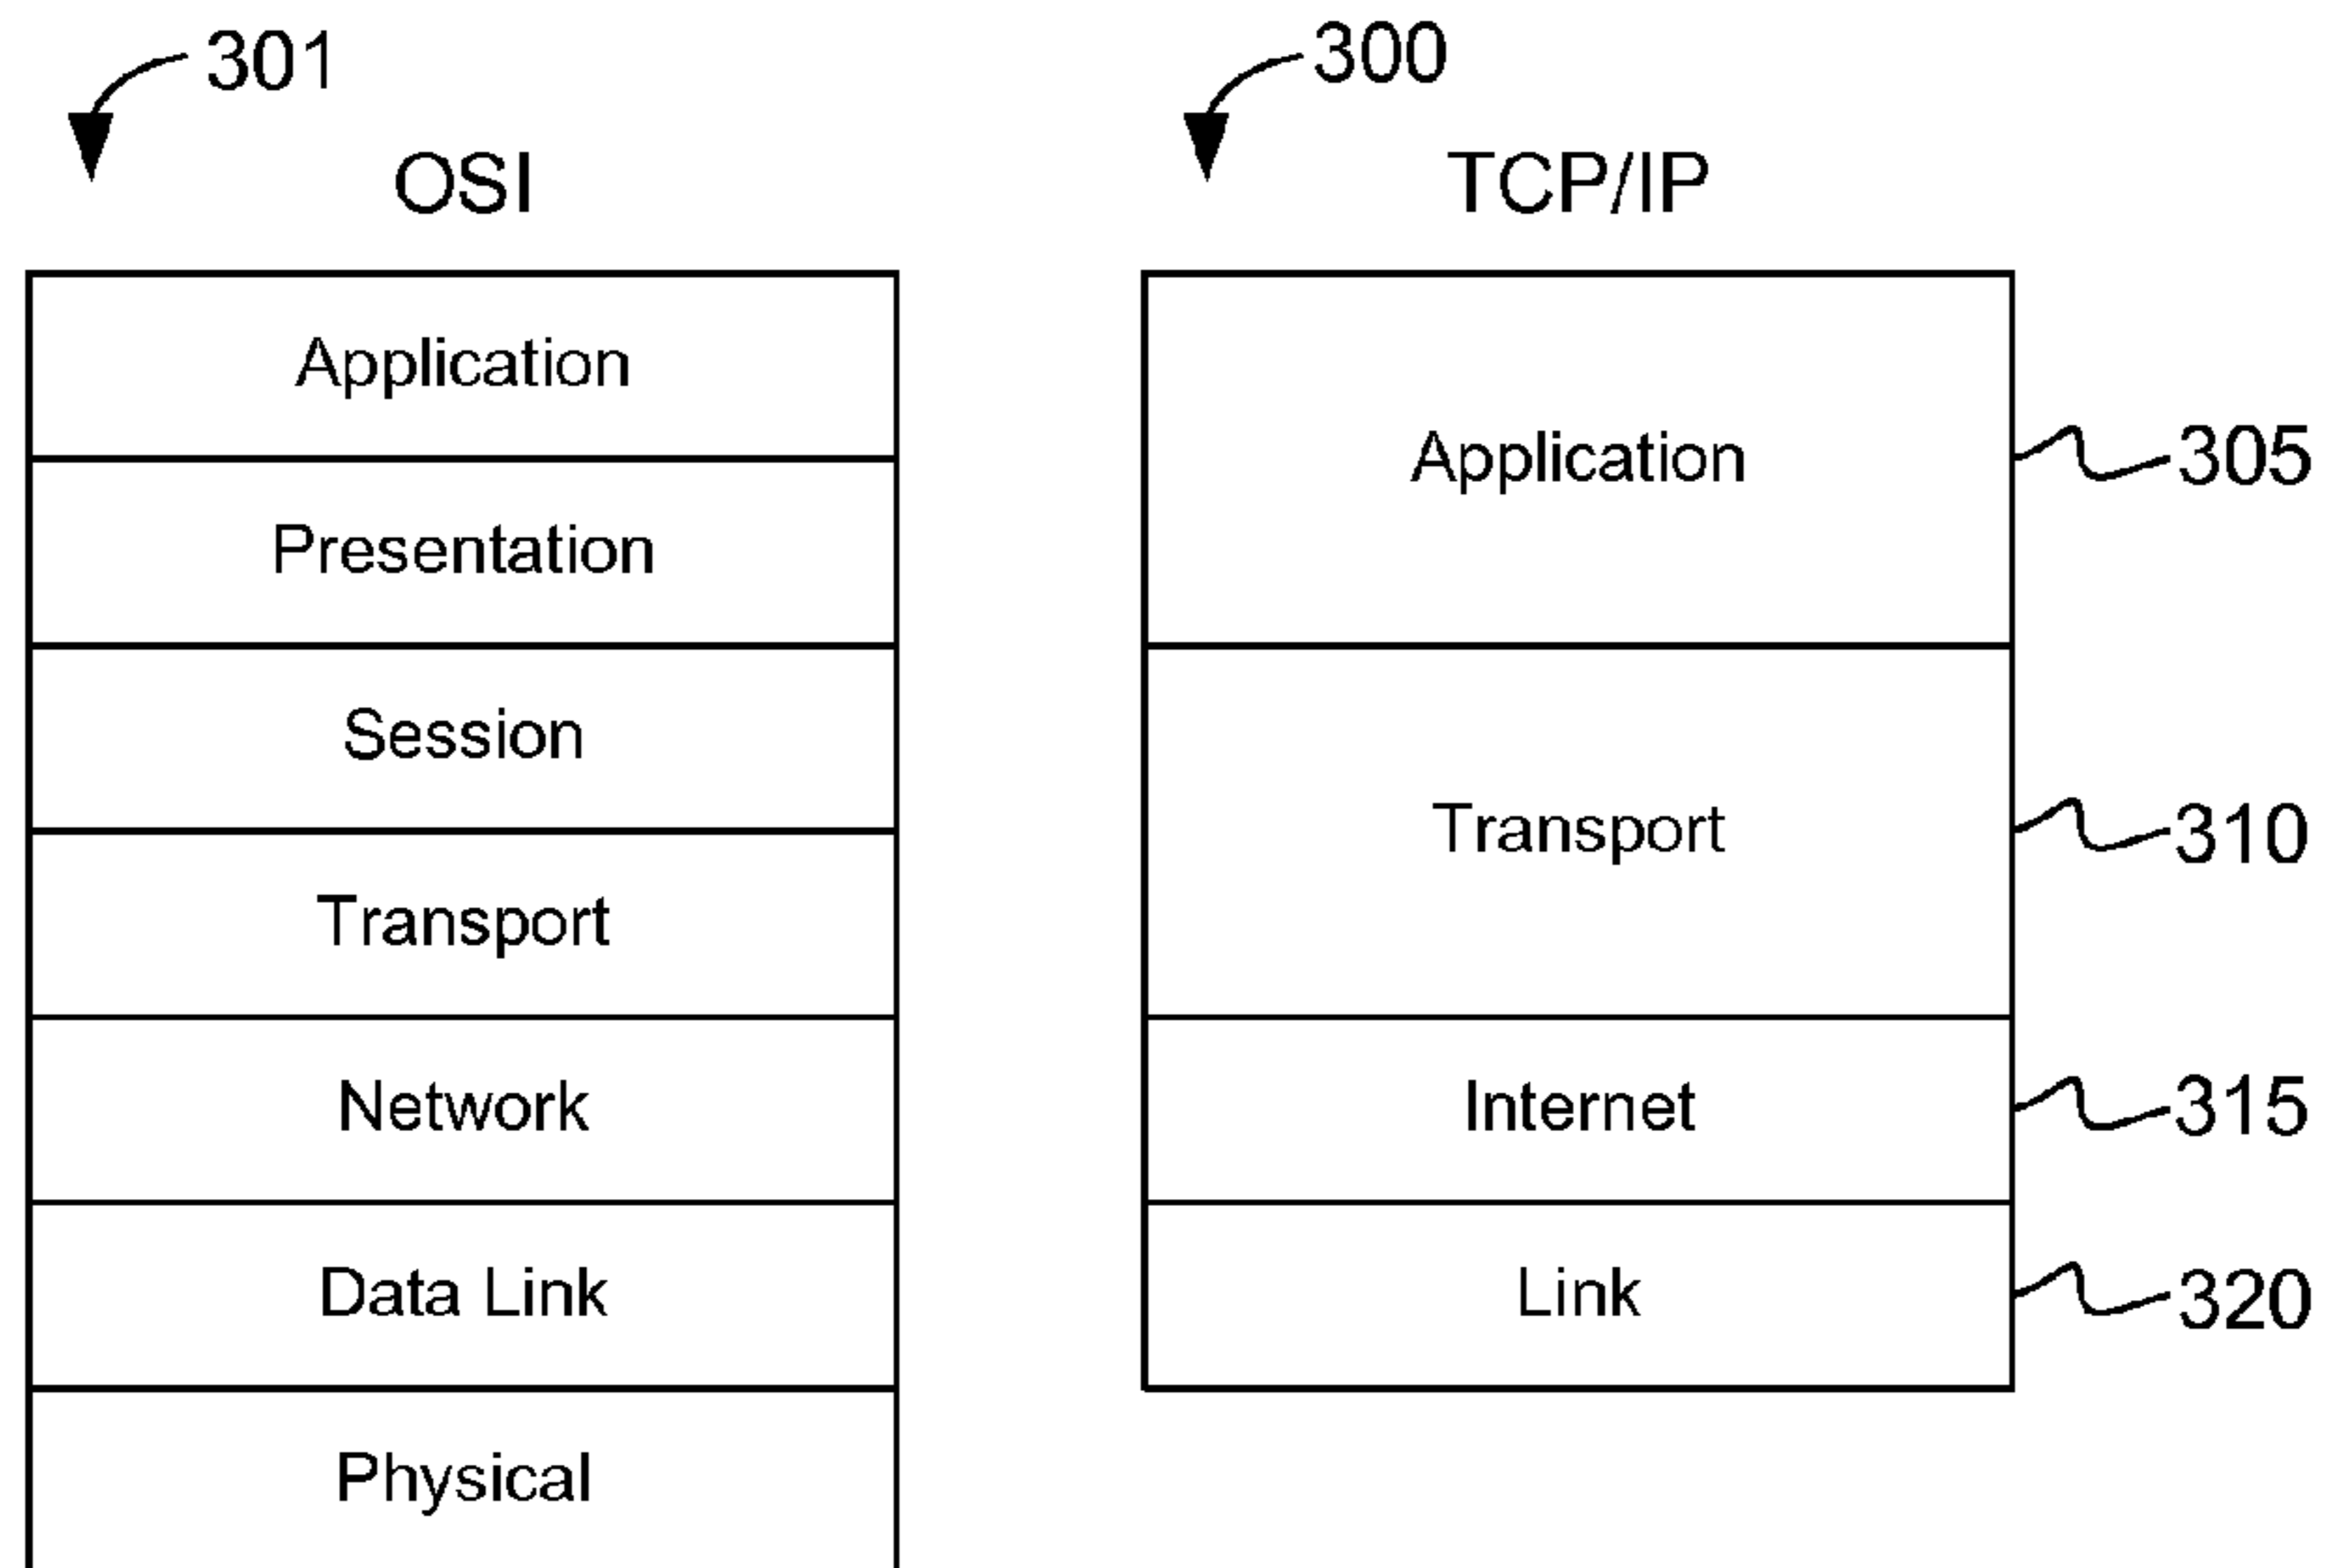 301
OSI
Application
Presentation
Session
Transport
Network
Data Link
Physical
300
TCP/IP
Application
305
Transport
310
Internet
315
Link
320